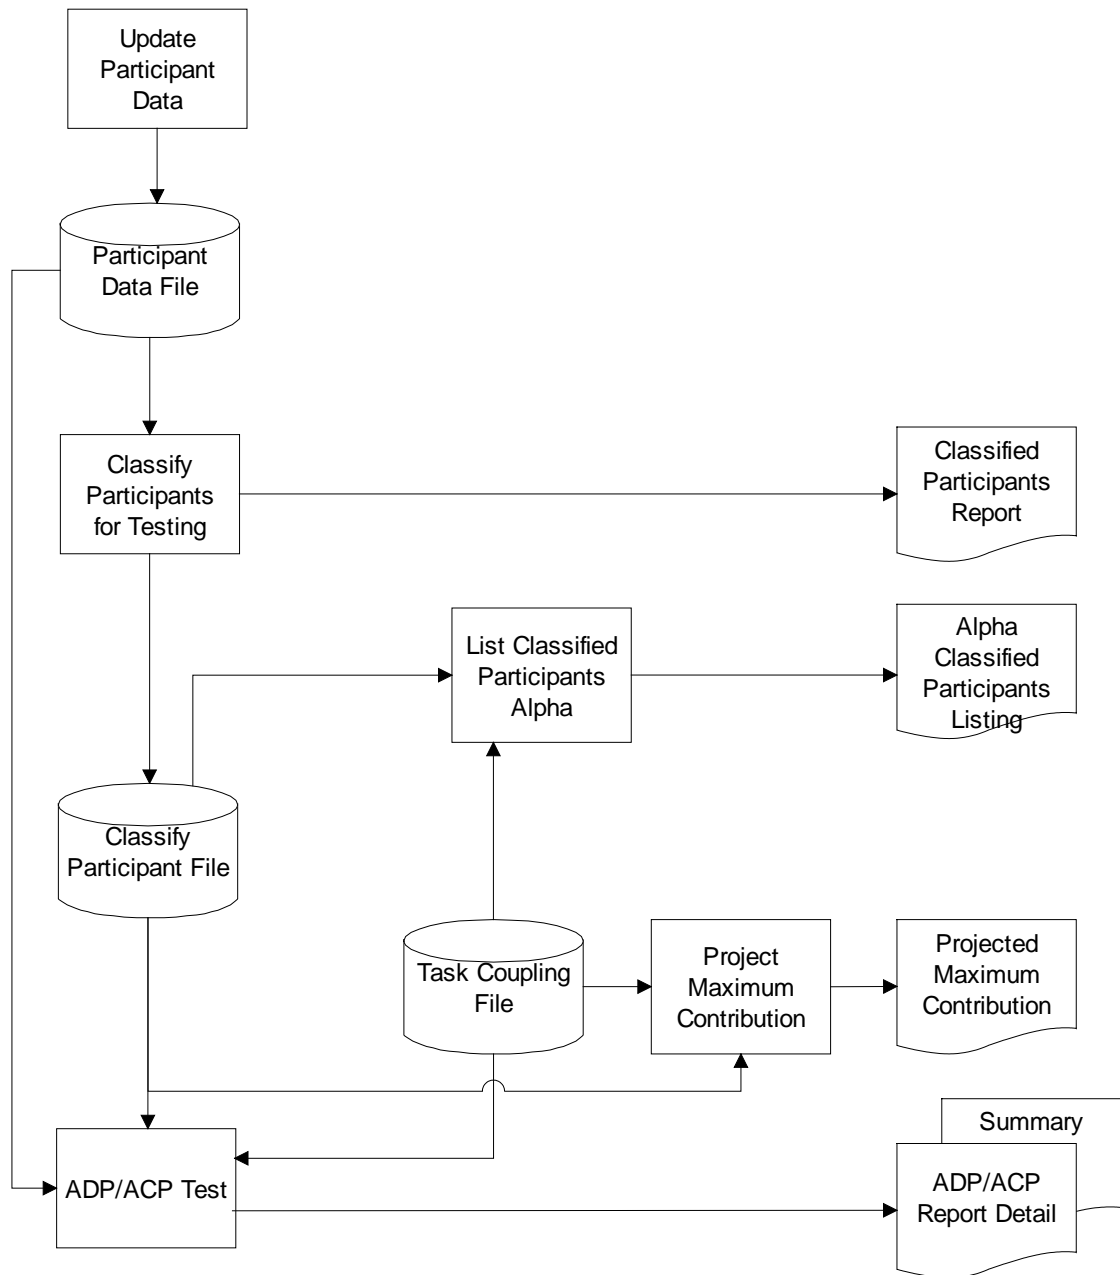 Update
Participant
Data
Participant
Data File
Classify
Participants
for Testing
Classified
Participants
Report
List Classified
Participants
Alpha
Alpha
Classified
Participants
Listing
Classify
Participant File
Task Coupling
File
Project
Maximum
Contribution
Projected
Maximum
Contribution
Summary
ADP/ACP Test
ADP/ACP
Report Detail